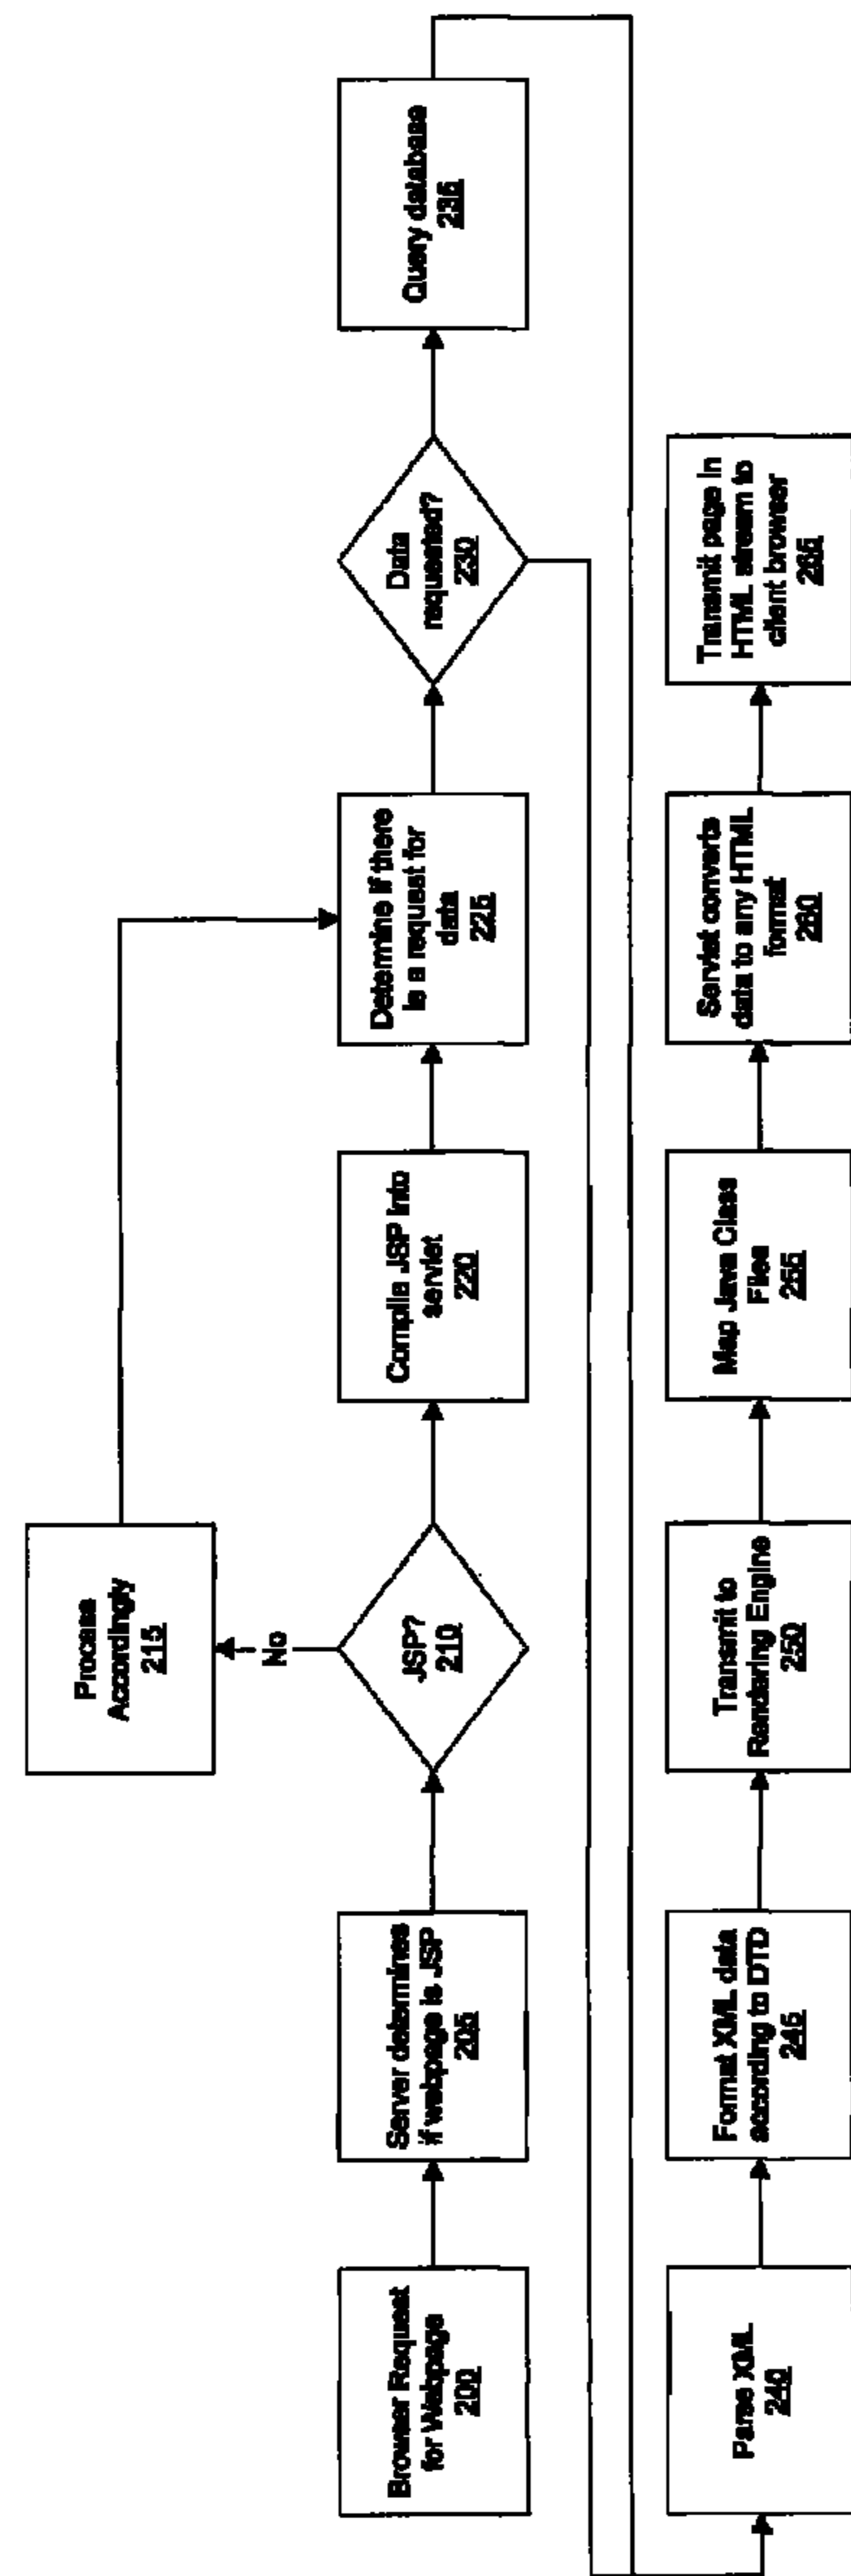 Browser Request
for Webpage
200
Server determines
if webpage is JSP
205
JSP?
210
No
Process
Accordingly
215
Compile JSP into
servlet
220
Determine if there
is a request for
data
225
Data
requested?
230
Query database
235
Parse XML
240
Format XML data
according to DTD
245
Transmit to
Rendering Engine
250
Map Java Class
Files
255
Servlet converts
data to any HTML
format
260
Transmit page in
HTML stream to
client browser
265